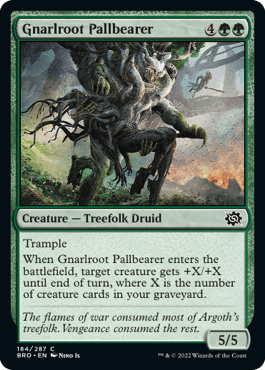 Gnarlroot Pallbearer 4
Creature — Treefolk Druid
Trample
When Gnarlroot Pallbearer enters the
battlefield, target creature gets +X/+X
until end of turn, where X is the number
of creature cards in your graveyard.
The flames of war consumed most of Argoth's
treefolk. Vengeance consumed the rest.
5/5
184/287 C
BRO • EN Nino Is
™ & © 2022 Wizards of the Coast